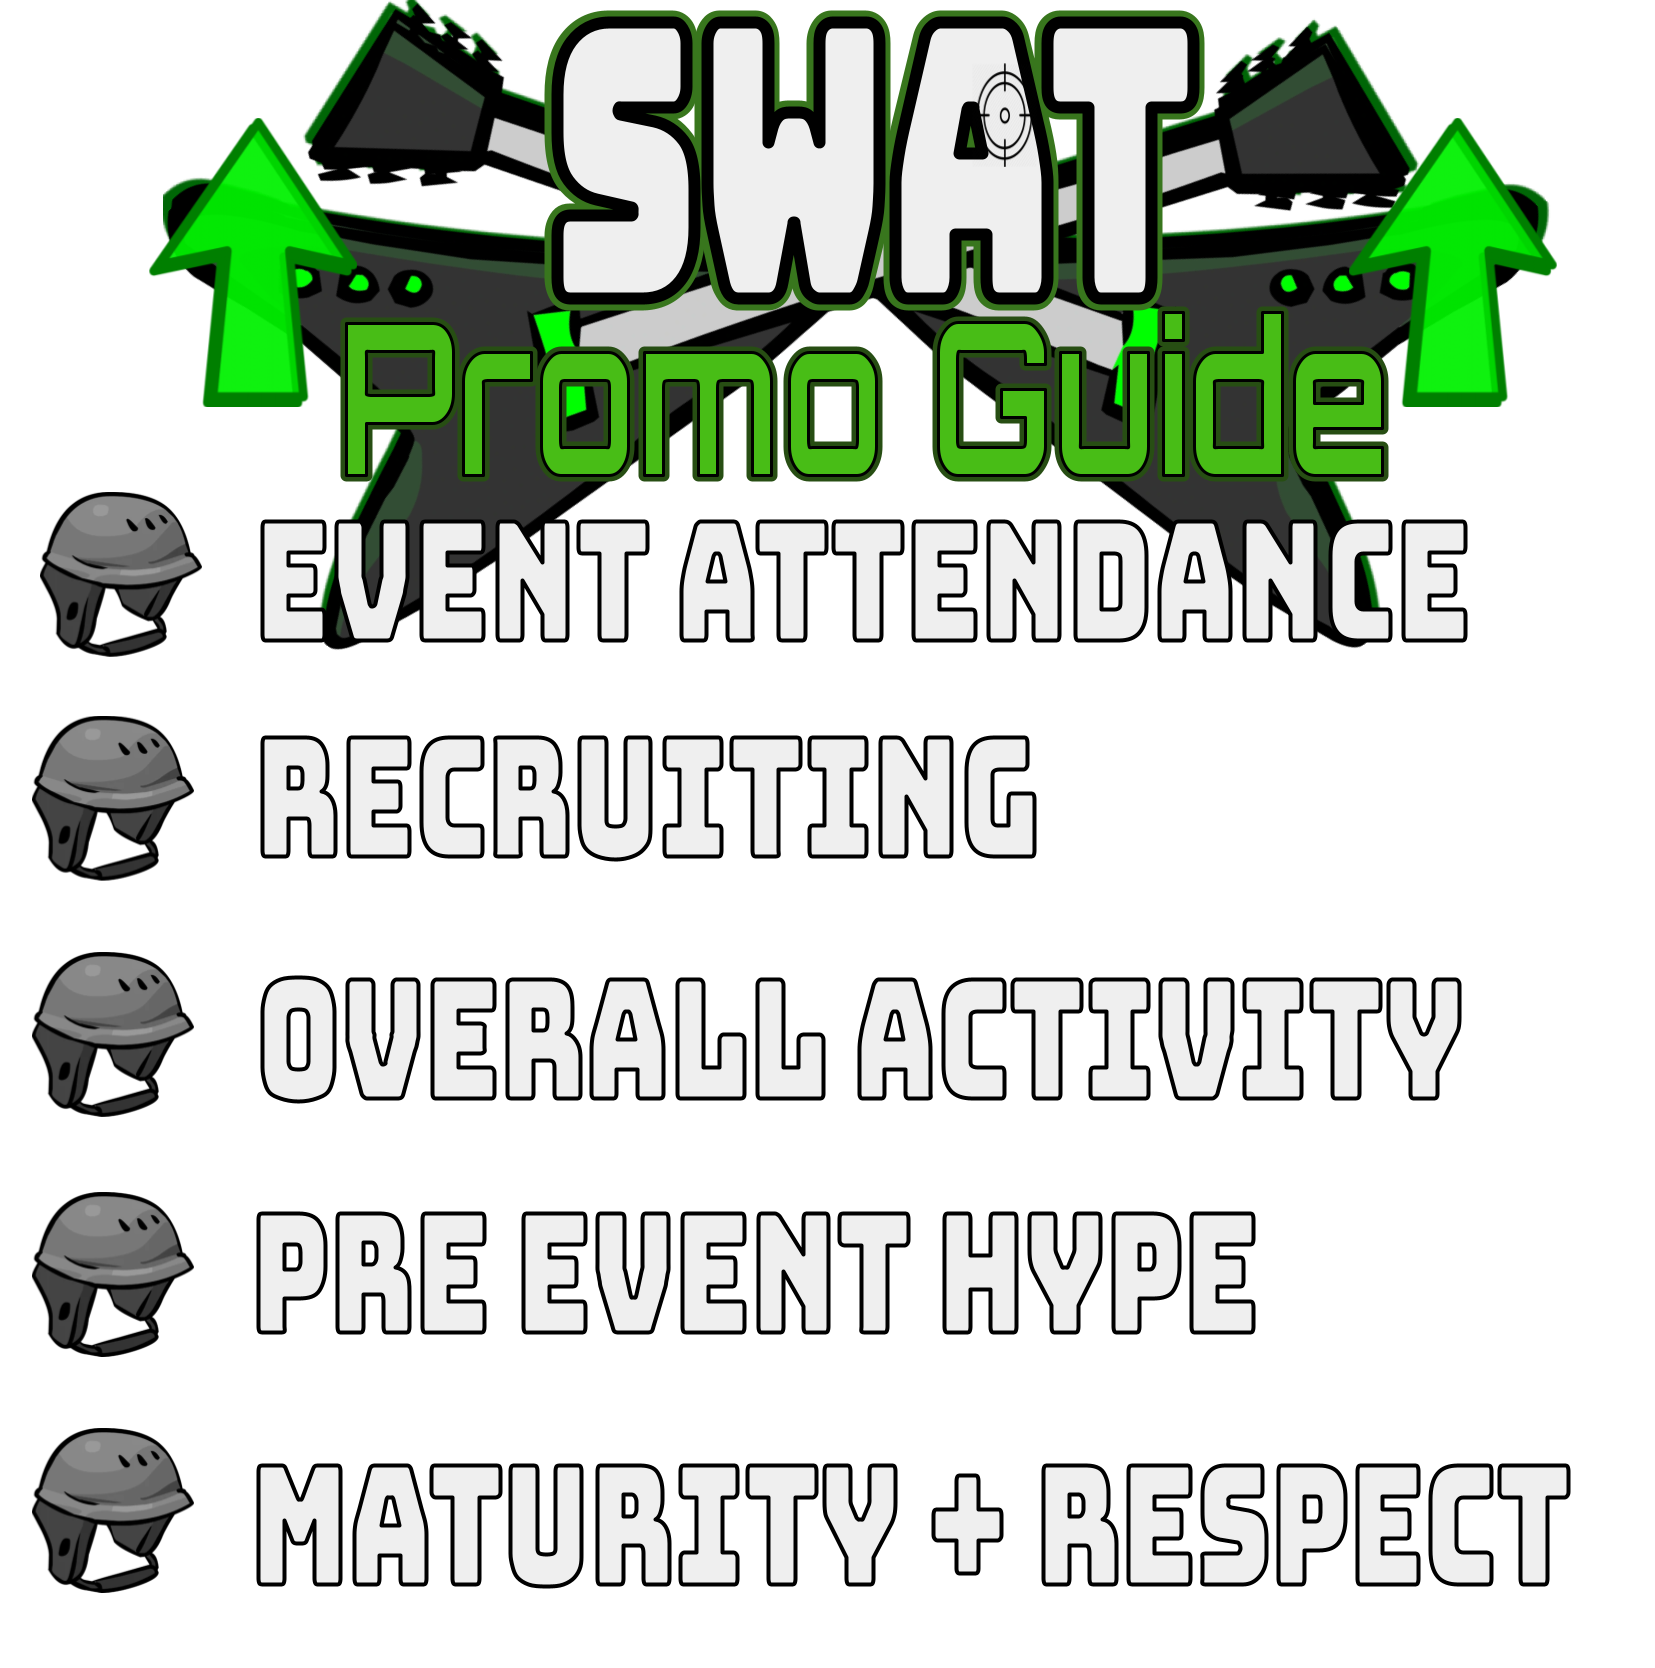 SWAT
Promo Guide
EVENT ATTENDANCE
RECRUITING
OVERALL ACTIVITY
PRE EVENT HYPE
MATURITY + RESPECT